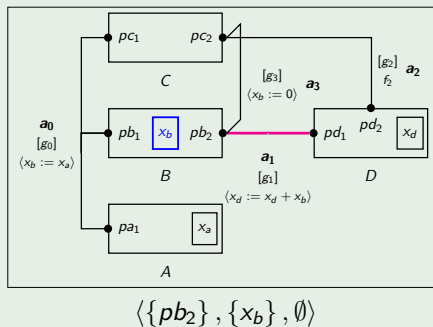 pc₁ pc₂
C
[g₂]
f₂
a₂
[g₃]
⟨x_b := 0⟩
a₃
a₀
[g₀]
⟨x_b := x_a⟩
pb₁ x_b pb₂
B
pd₁ pd₂ x_d
D
a₁
[g₁]
⟨x_d := x_d + x_b⟩
pa₁ x_a
A
⟨{pb₂} , {x_b} , ∅⟩